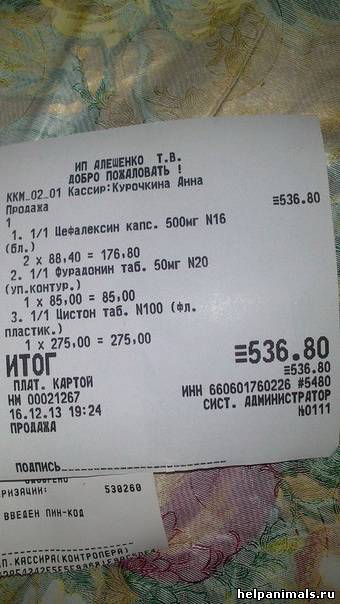 ИП АЛЕШЕНКО Т.В.
ДОБРО ПОЖАЛОВАТЬ !
ККМ_02_01 Кассир:Курочкина Анна
Продажа ≡536.80
1
1. 1/1 Цефалексин капс. 500мг N16
(бл.)
2 x 88,40 = 176,80
2. 1/1 Фурадонин таб. 50мг N20
(уп.контур.)
1 x 85,00 = 85,00
3. 1/1 Цистон таб. N100 (фл.
пластик.)
1 x 275,00 = 275,00
ИТОГ ≡536.80
ПЛАТ. КАРТОЙ ≡536.80
НМ 00021267 ИНН 660601760226 #5480
16.12.13 19:24 СИСТ. АДМИНИСТРАТОР
ПРОДАЖА №0111
ПОДПИСЬ
РИЗАЦИИ: 530260
ВВЕДЕН ПИН-КОД
П.КАССИРА(КОНТРОЛЕРА)
helpanimals.ru